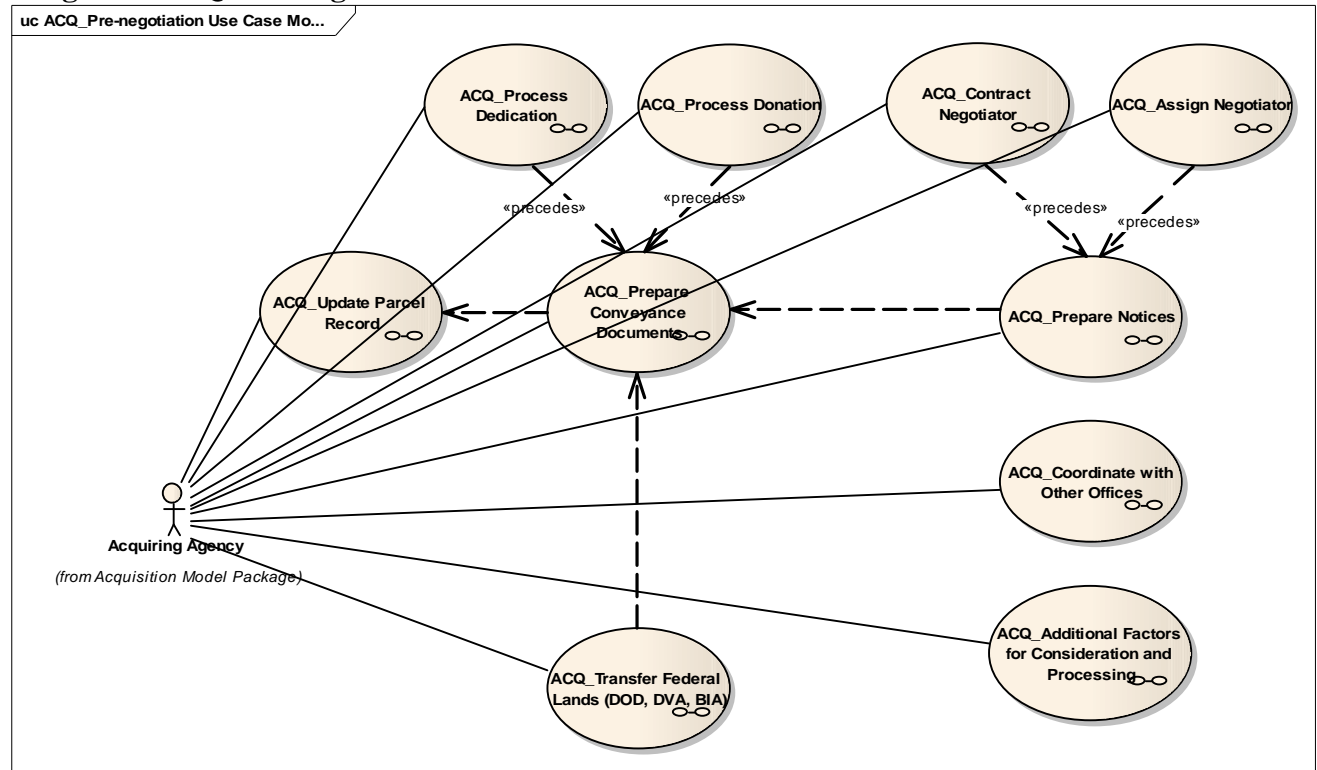 uc ACQ_Pre-negotiation Use Case Mo...
ACQ_Process
Dedication
ACQ_Process Donation
ACQ_Contract
Negotiator
ACQ_Assign Negotiator
«precedes»
«precedes»
«precedes»
«precedes»
ACQ_Update Parcel
Record
ACQ_Prepare
Conveyance
Documents
ACQ_Prepare Notices
ACQ_Coordinate with
Other Offices
Acquiring Agency
(from Acquisition Model Package)
ACQ_Additional Factors
for Consideration and
Processing
ACQ_Transfer Federal
Lands (DOD, DVA, BIA)